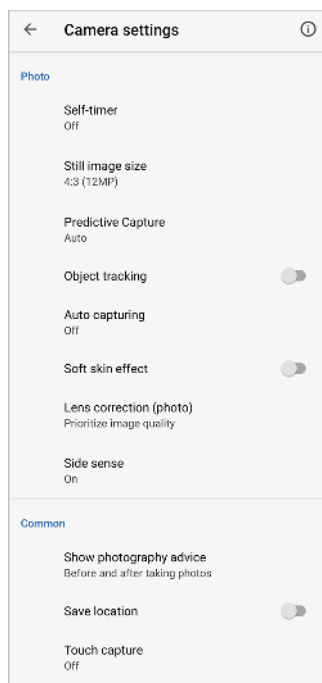 Camera settings
Photo
Self-timer
Off
Still image size
4:3 (12MP)
Predictive Capture
Auto
Object tracking
Auto capturing
Off
Soft skin effect
Lens correction (photo)
Prioritize image quality
Side sense
On
Common
Show photography advice
Before and after taking photos
Save location
Touch capture
Off